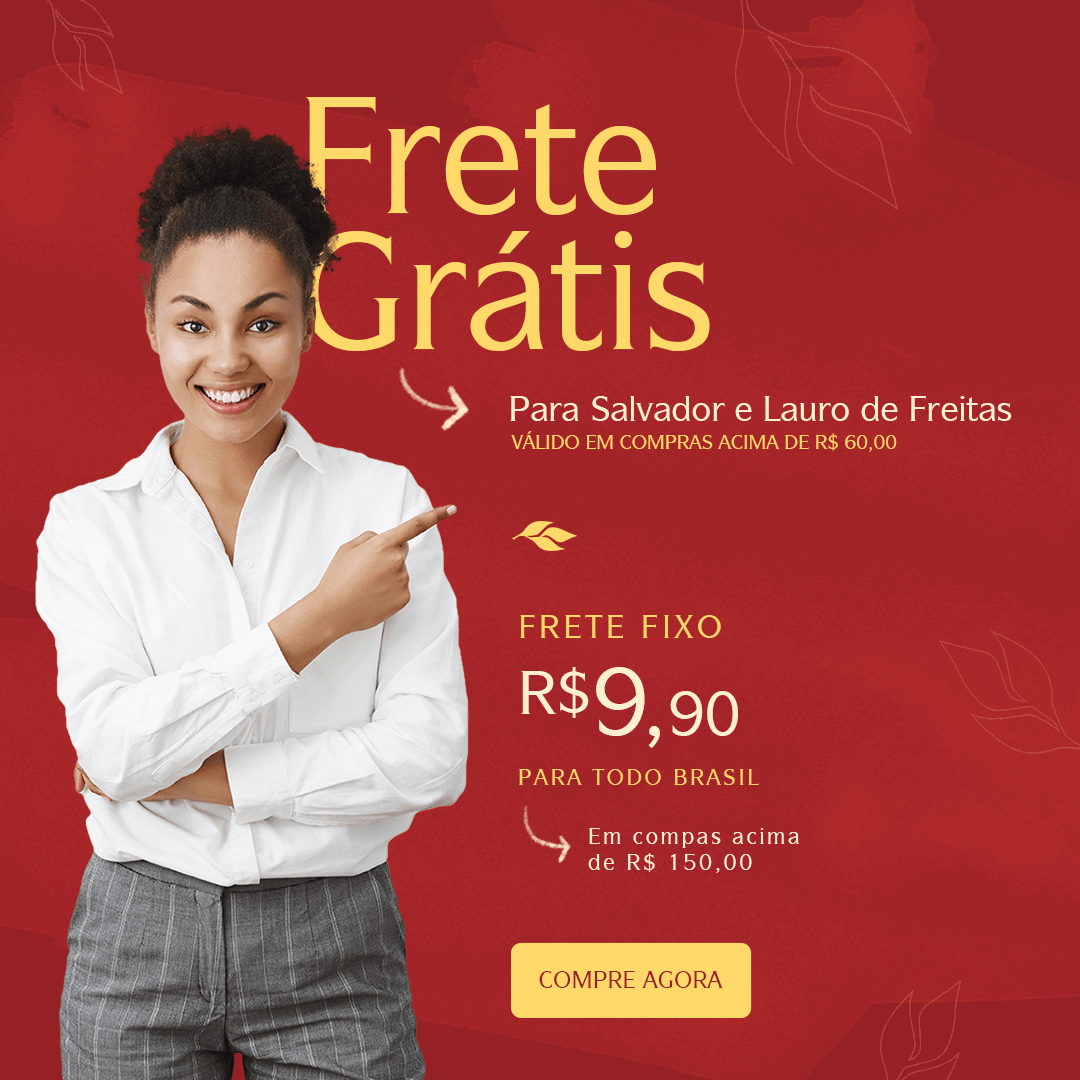 Frete
Grátis
Para Salvador e Lauro de Freitas
VÁLIDO EM COMPRAS ACIMA DE R$ 60,00
FRETE FIXO
R$9,90
PARA TODO BRASIL
Em compas acima
de R$ 150,00
COMPRE AGORA